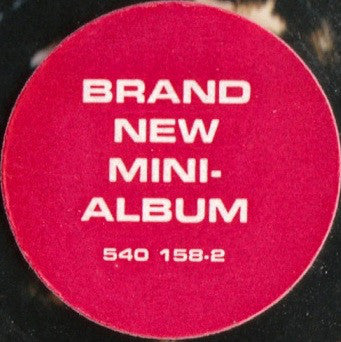 BRAND
NEW
MINI-
ALBUM
540 158-2